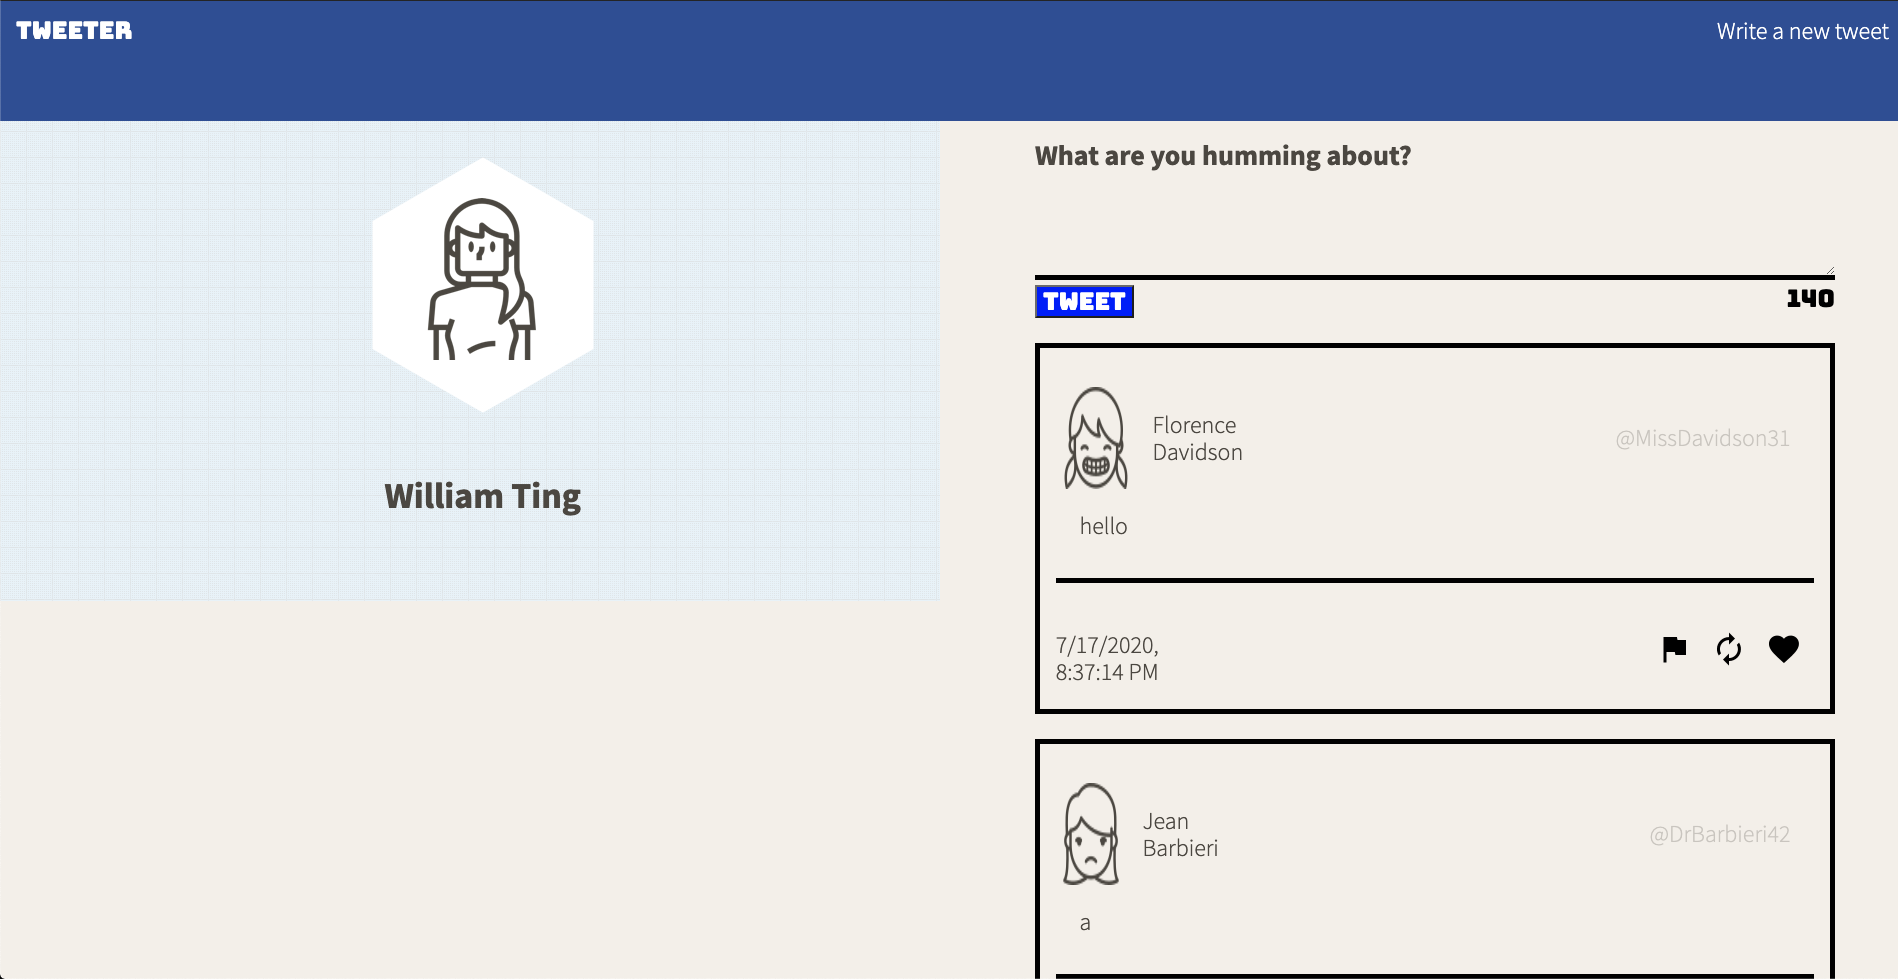 TWEETER
Write a new tweet
William Ting
What are you humming about?
TWEET
140
Florence
Davidson
@MissDavidson31
hello
7/17/2020,
8:37:14 PM
Jean
Barbieri
@DrBarbieri42
a